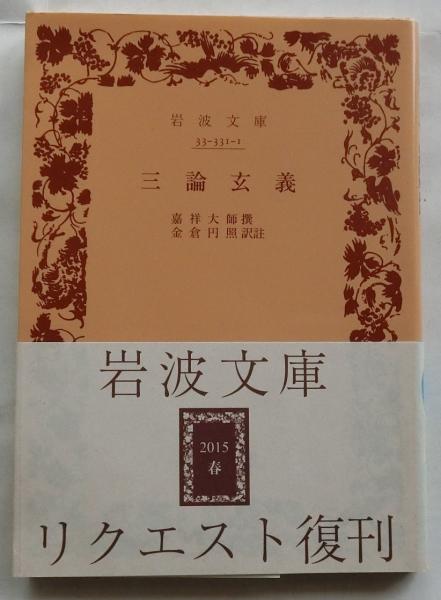 岩波文庫
33-331-1
三論玄義
嘉祥大師撰
金倉円照訳註
岩波文庫
2015
春
リクエスト復刊